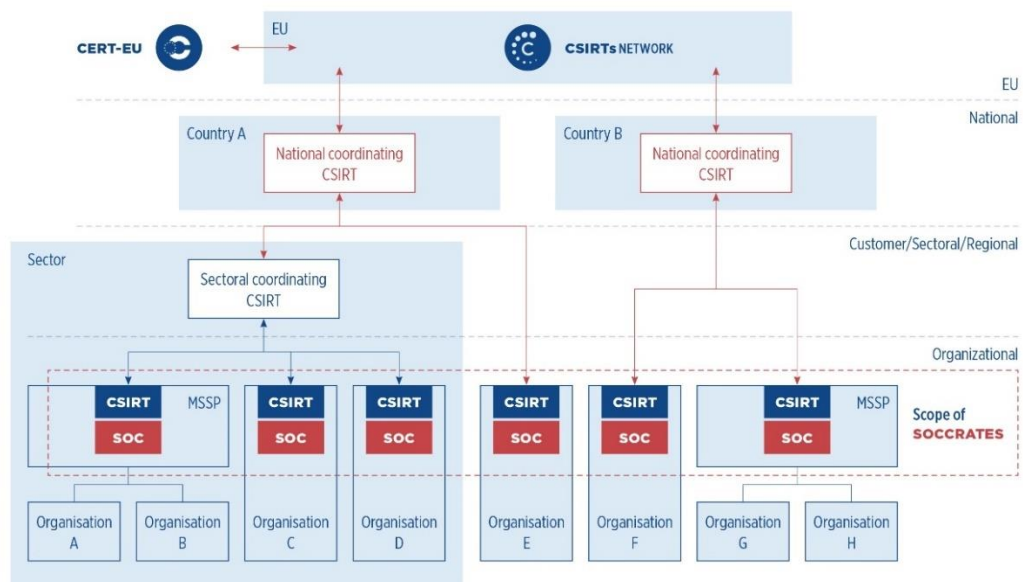 EU
CERT-EU
C
C
CSIRTs NETWORK
EU
National
Country A
National coordinating
CSIRT
Country B
National coordinating
CSIRT
Customer/Sectoral/Regional
Sector
Sectoral coordinating
CSIRT
Organizational
CSIRT
SOC
MSSP
CSIRT
SOC
CSIRT
SOC
CSIRT
SOC
CSIRT
SOC
CSIRT
SOC
MSSP
Scope of
SOCCRATES
Organisation
A
Organisation
B
Organisation
C
Organisation
D
Organisation
E
Organisation
F
Organisation
G
Organisation
H